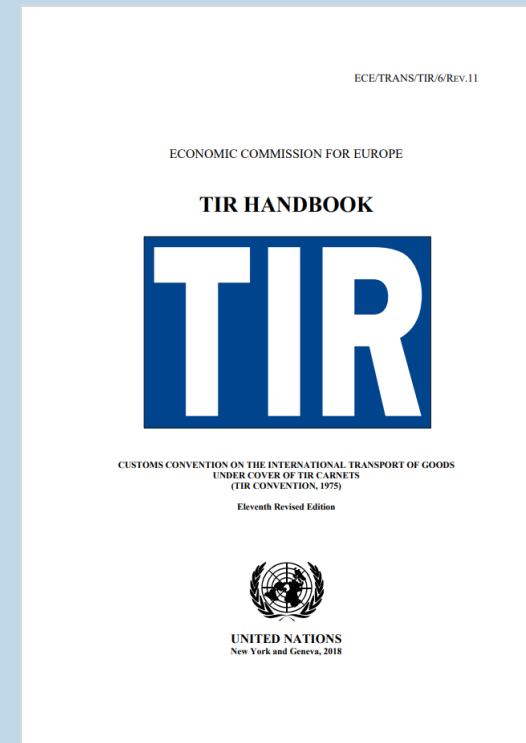 ECE/TRANS/TIR/6/REV.11
ECONOMIC COMMISSION FOR EUROPE
TIR HANDBOOK
TIR
CUSTOMS CONVENTION ON THE INTERNATIONAL TRANSPORT OF GOODS
UNDER COVER OF TIR CARNETS
(TIR CONVENTION, 1975)
Eleventh Revised Edition
UNITED NATIONS
New York and Geneva, 2018